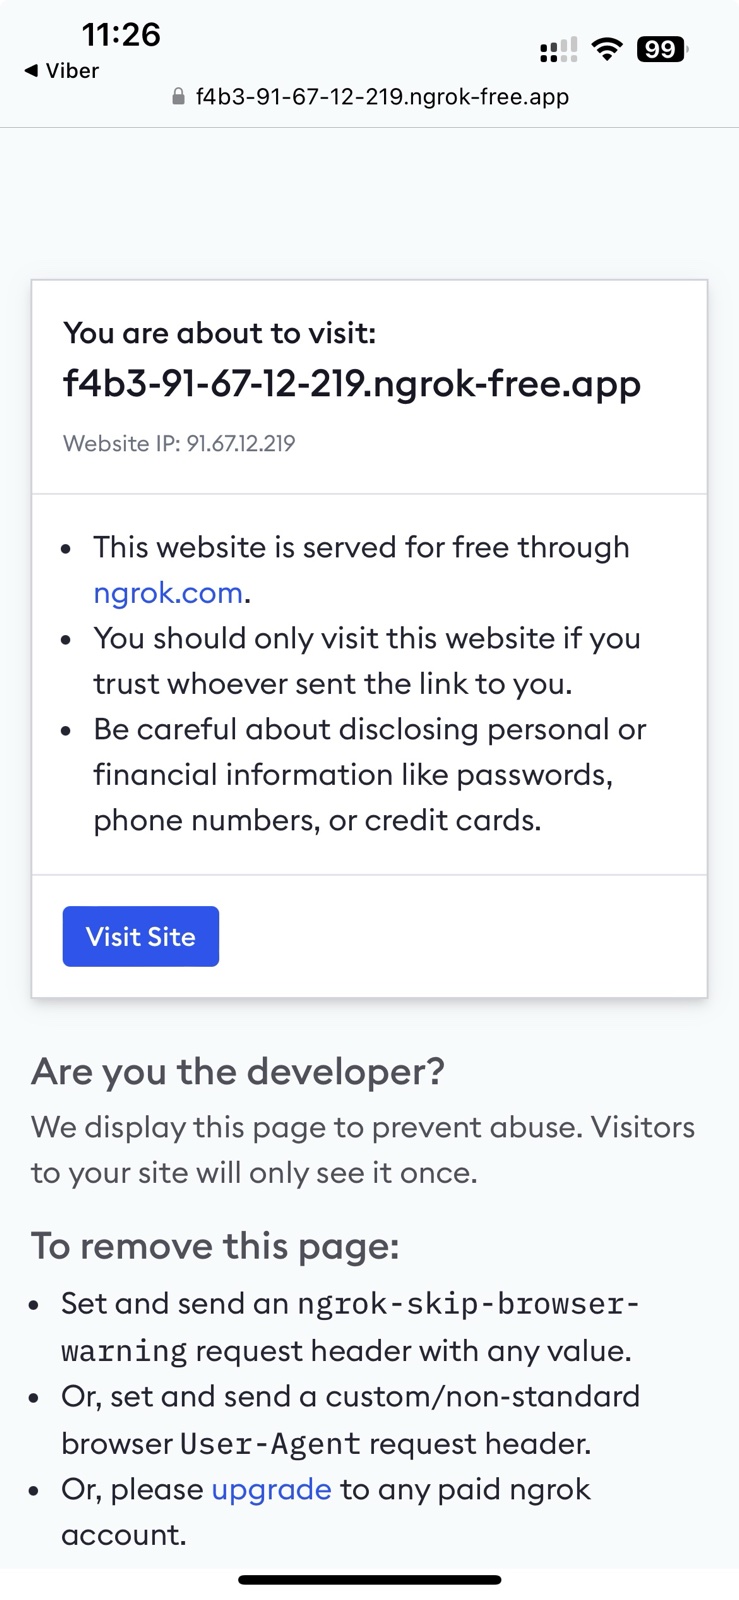 11:26
99
◀ Viber
f4b3-91-67-12-219.ngrok-free.app
You are about to visit:
f4b3-91-67-12-219.ngrok-free.app
Website IP: 91.67.12.219
• This website is served for free through
ngrok.com.
• You should only visit this website if you
trust whoever sent the link to you.
• Be careful about disclosing personal or
financial information like passwords,
phone numbers, or credit cards.
Visit Site
Are you the developer?
We display this page to prevent abuse. Visitors
to your site will only see it once.
To remove this page:
• Set and send an ngrok-skip-browser-
warning request header with any value.
• Or, set and send a custom/non-standard
browser User-Agent request header.
• Or, please upgrade to any paid ngrok
account.